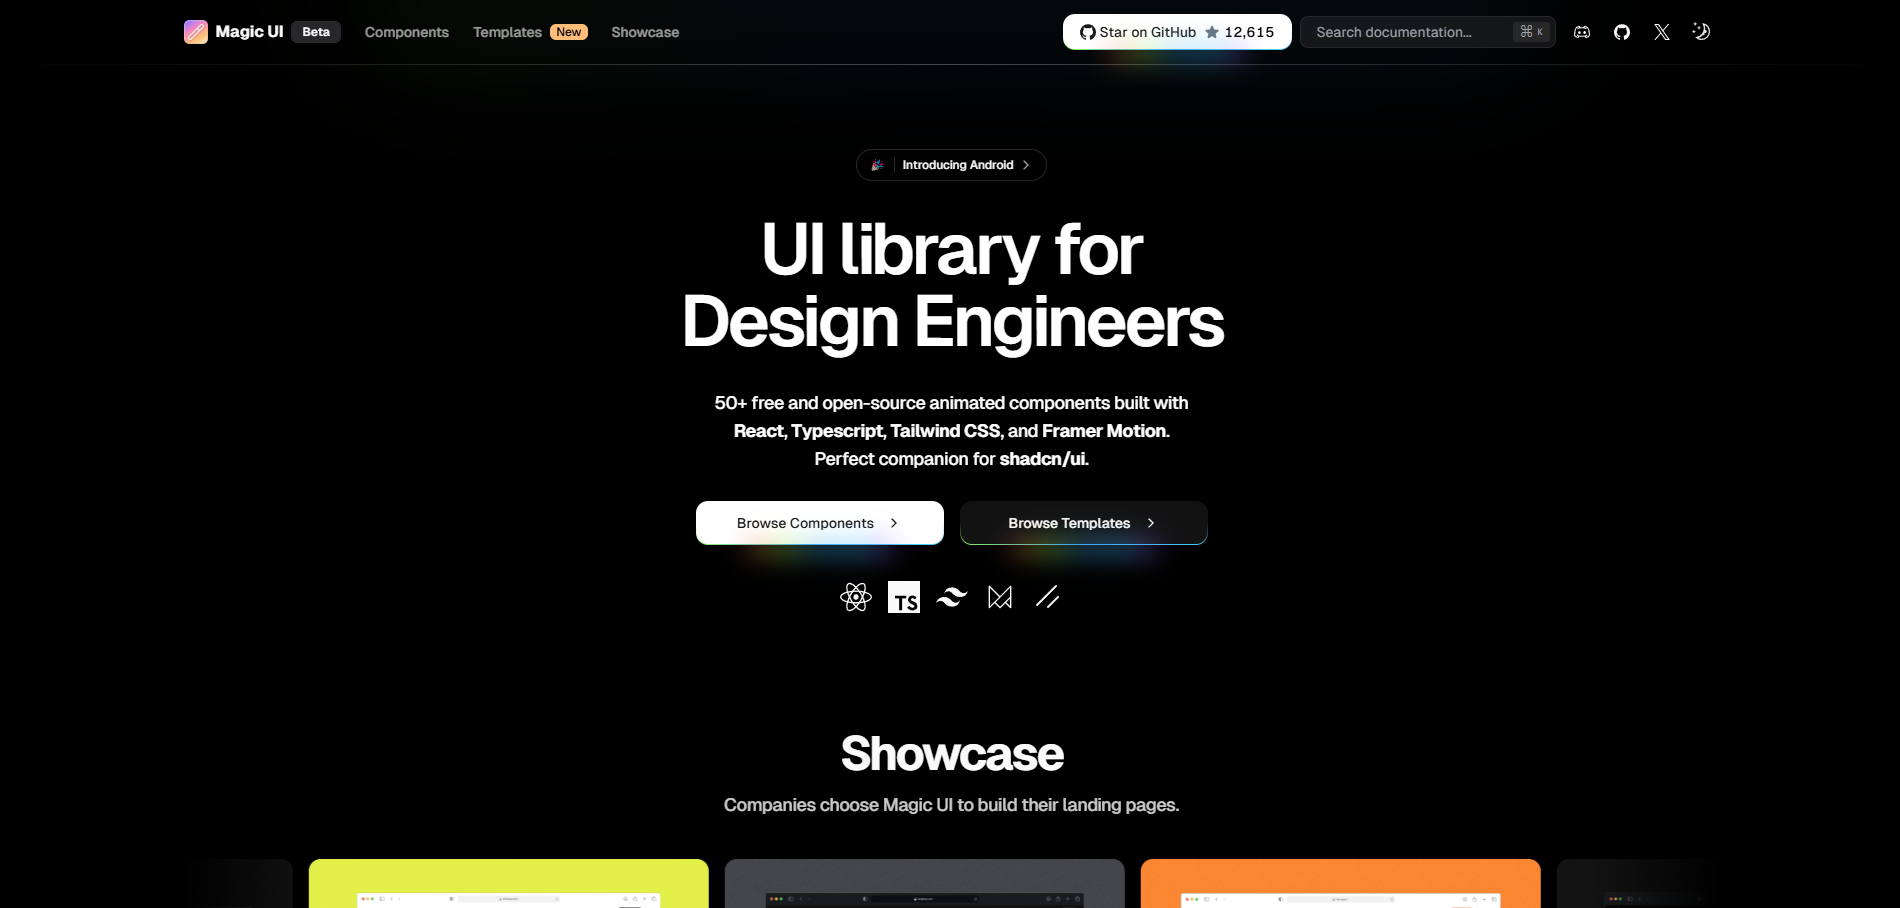 Magic UI Beta Components Templates New Showcase Star on GitHub 12,615 Search documentation... ⌘ K
Introducing Android
UI library for
Design Engineers
50+ free and open-source animated components built with
React, Typescript, Tailwind CSS, and Framer Motion.
Perfect companion for shadcn/ui.
Browse Components Browse Templates
TS
Showcase
Companies choose Magic UI to build their landing pages.